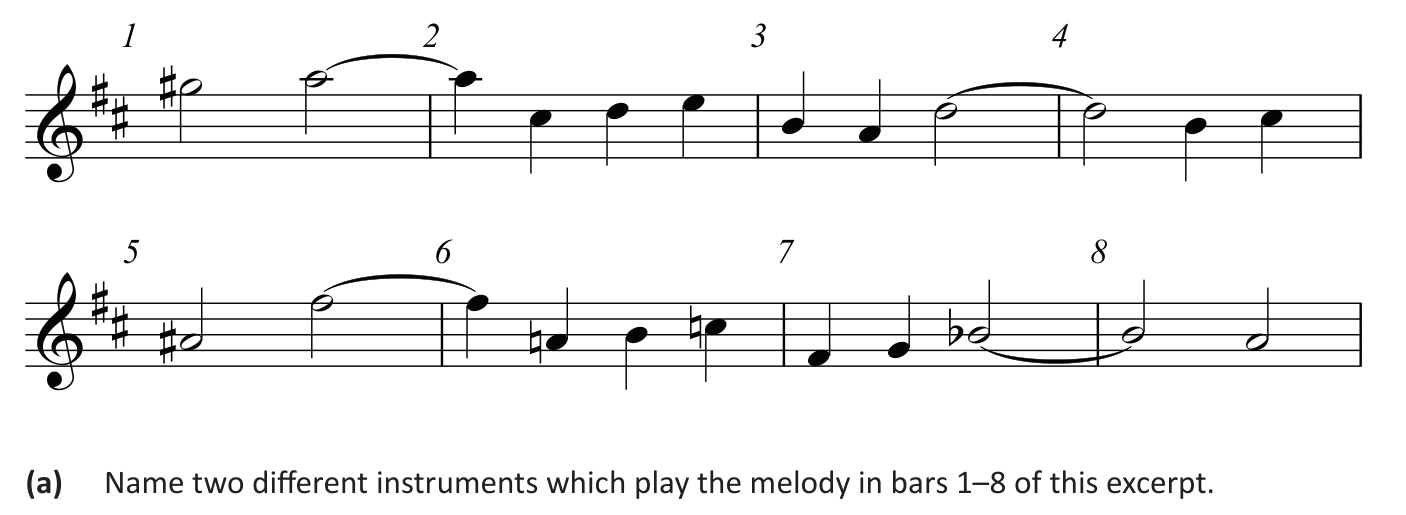 1 2 3 4
5 6 7 8
(a) Name two different instruments which play the melody in bars 1–8 of this excerpt.